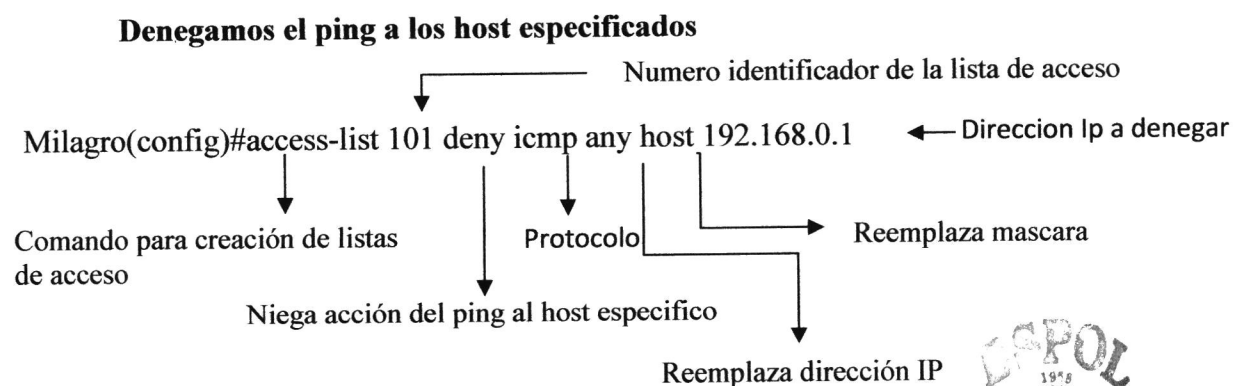 Denegamos el ping a los host especificados
Numero identificador de la lista de acceso
Milagro(config)#access-list 101 deny icmp any host 192.168.0.1
Direccion Ip a denegar
Comando para creación de listas
de acceso
Protocolo
Reemplaza mascara
Niega acción del ping al host especifico
Reemplaza dirección IP
ESPOL
1958